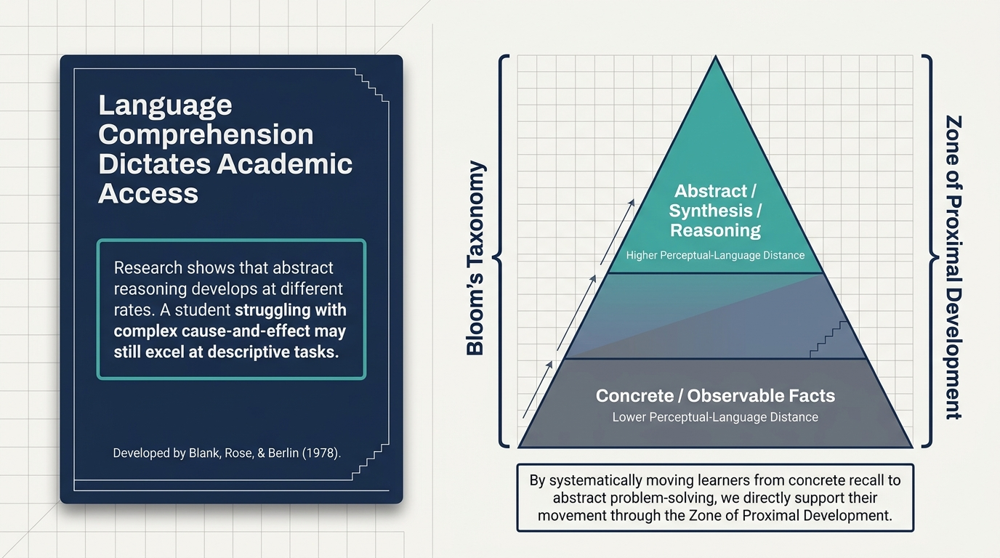 Language
Comprehension
Dictates Academic
Access
Research shows that abstract
reasoning develops at different
rates. A student struggling with
complex cause-and-effect may
still excel at descriptive tasks.
Developed by Blank, Rose, & Berlin (1978).
Bloom's Taxonomy
Abstract /
Synthesis /
Reasoning
Higher Perceptual-Language Distance
Concrete / Observable Facts
Lower Perceptual-Language Distance
Zone of Proximal Development
By systematically moving learners from concrete recall to
abstract problem-solving, we directly support their
movement through the Zone of Proximal Development.